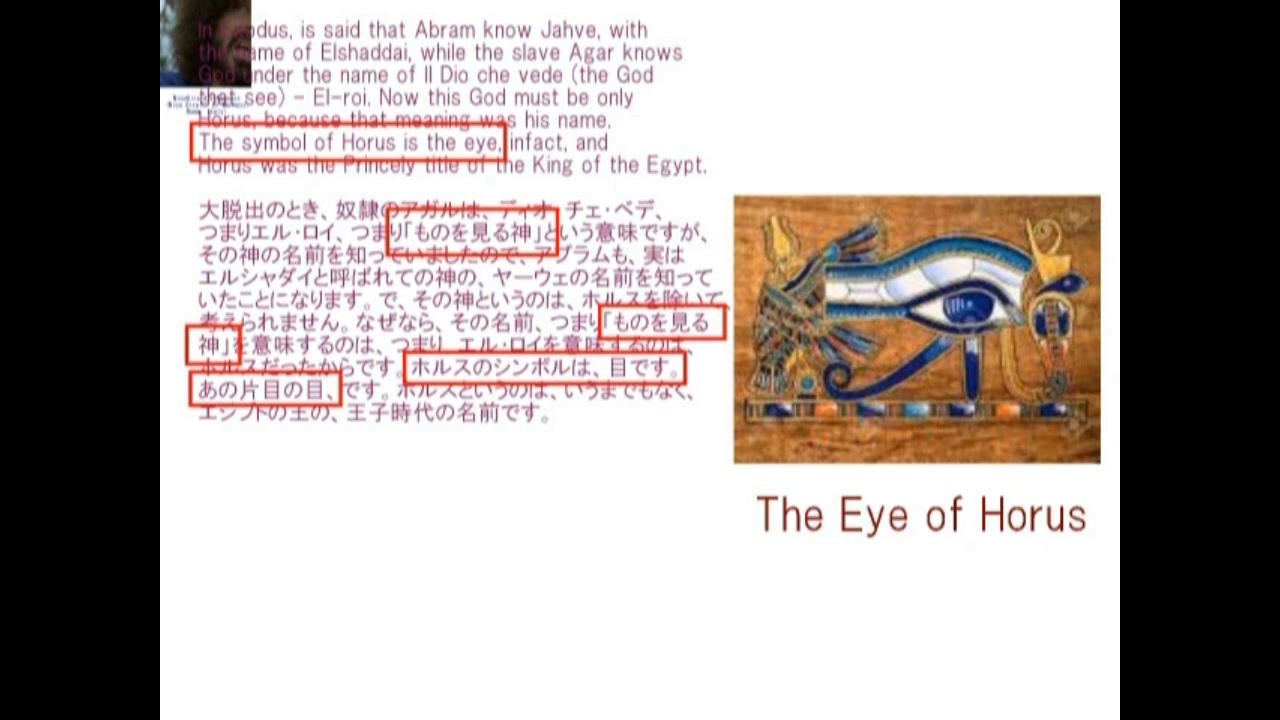 In Exodus, is said that Abram know Jahve, with
the name of Elshaddai, while the slave Agar knows
God under the name of Il Dio che vede (the God
that see) - El-roi. Now this God must be only
Horus, because that meaning was his name.
The symbol of Horus is the eye, infact, and
Horus was the Princely title of the King of the Egypt.
大脱出のとき、奴隷のアガルは、ディオ・チェ・ベデ、
つまりエル・ロイ、つまり「ものを見る神」という意味ですが、
その神の名前を知っていましたので、アブラムも、実は
エルシャダイと呼ばれての神の、ヤーウェの名前を知って
いたことになります。で、その神というのは、ホルスを除いて、
考えられません。なぜなら、その名前、つまり「ものを見る
神」を意味するのは、つまり、エル・ロイを意味するのは、
ホルスだったからです。ホルスのシンボルは、目です。
あの片目の目、です。ホルスというのは、いうまでもなく、
エジプトの王の、王子時代の名前です。
The Eye of Horus